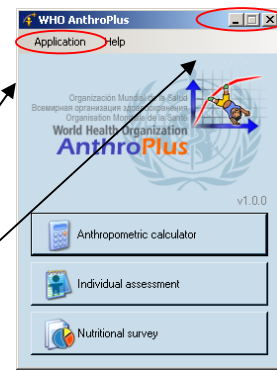 WHO AnthroPlus
Application Help
Organización Mundial de la Salud
Всемирная организация здравоохранения
Organisation Mondiale de la Santé
World Health Organization
AnthroPlus
v1.0.0
Anthropometric calculator
Individual assessment
Nutritional survey